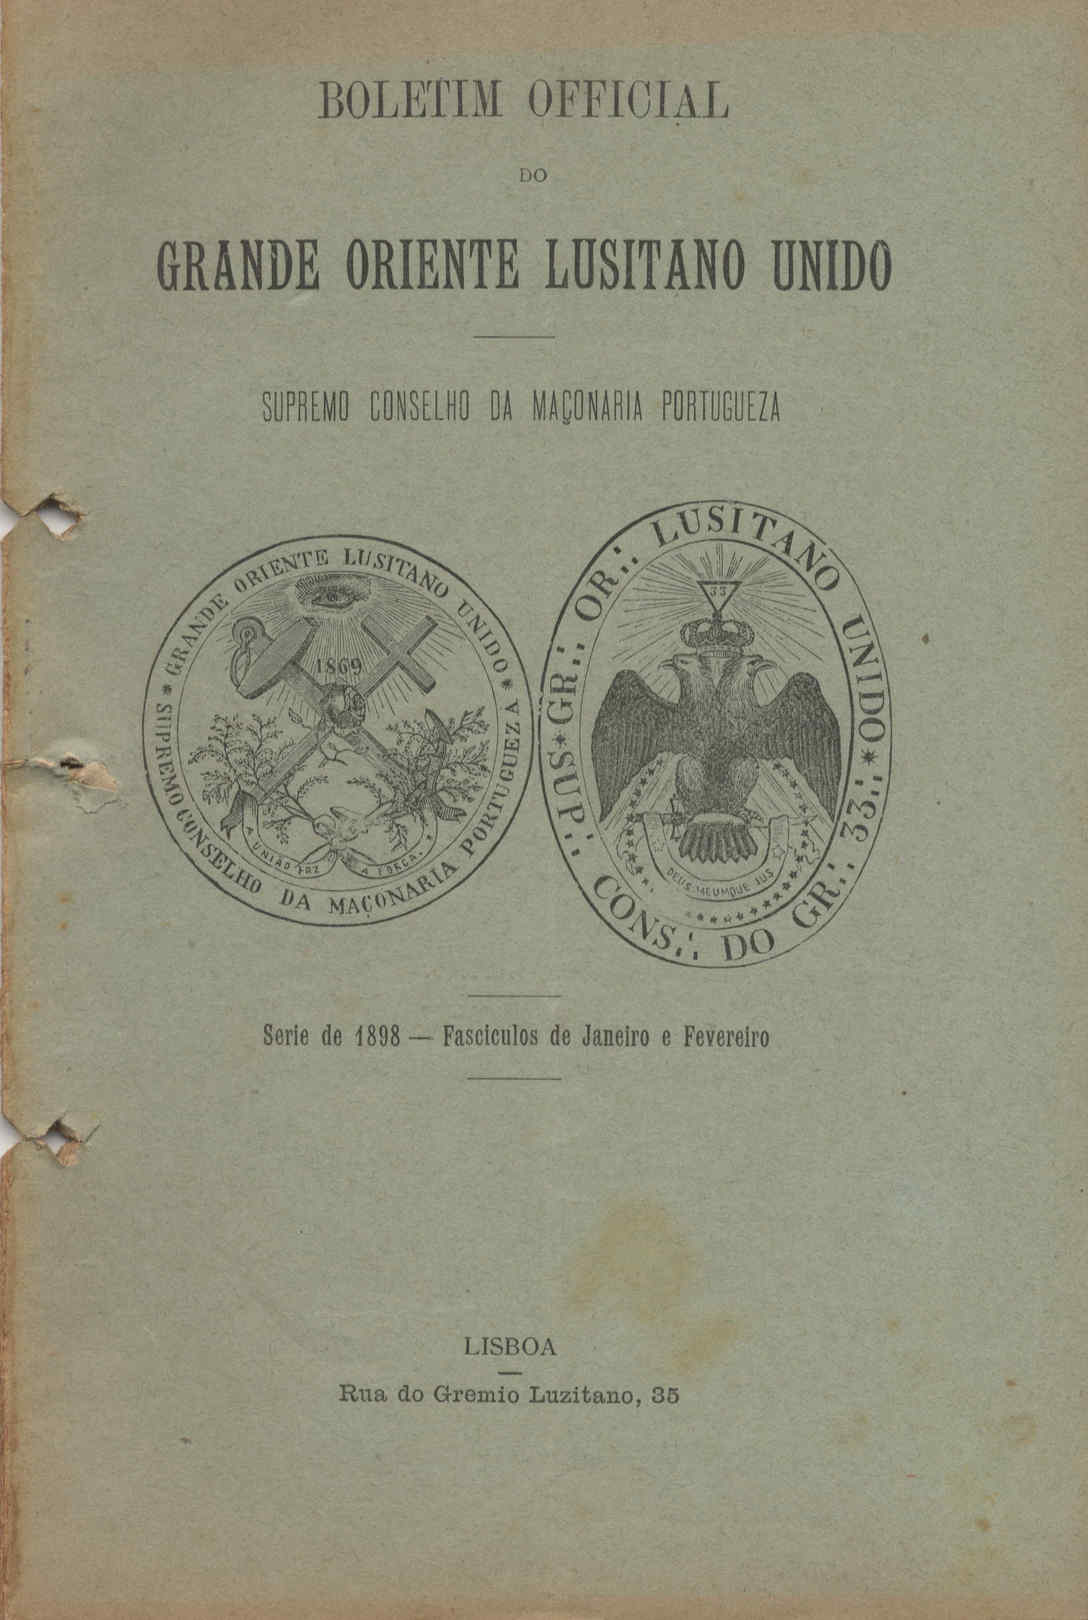 BOLETIM OFFICIAL
DO
GRANDE ORIENTE LUSITANO UNIDO
SUPREMO CONSELHO DA MAÇONARIA PORTUGUEZA
* GRANDE ORIENTE LUSITANO UNIDO *
SUPREMO CONSELHO DA MAÇONARIA PORTUGUEZA
1869
A UNIÃO FAZ A FORÇA
* GR∴ OR∴ LUSITANO UNIDO *
SUP∴ CONS∴ DO GR∴ 33∴
33
DEUS MEUMQUE JUS
Serie de 1898 — Fasciculos de Janeiro e Fevereiro
LISBOA
Rua do Gremio Luzitano, 35